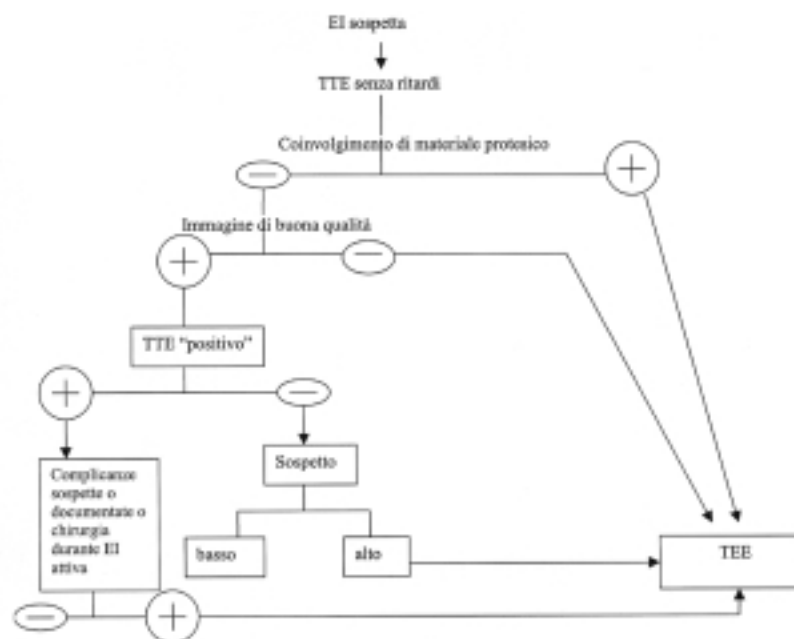 EI sospetta
TTE senza ritardi
Coinvolgimento di materiale protesico
−
+
Immagine di buona qualità
+
−
TTE "positivo"
+
−
Complicanze
sospette o
documentate o
chirurgia
durante EI
attiva
Sospetto
basso
alto
TEE
−
+